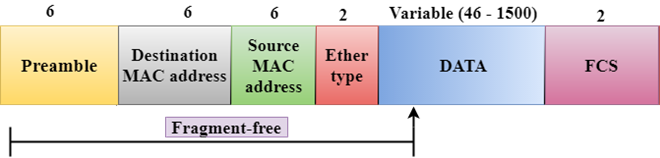 6 6 6 2 Variable (46 - 1500) 2
Preamble
Destination
MAC address
Source
MAC
address
Ether
type
DATA
FCS
Fragment-free